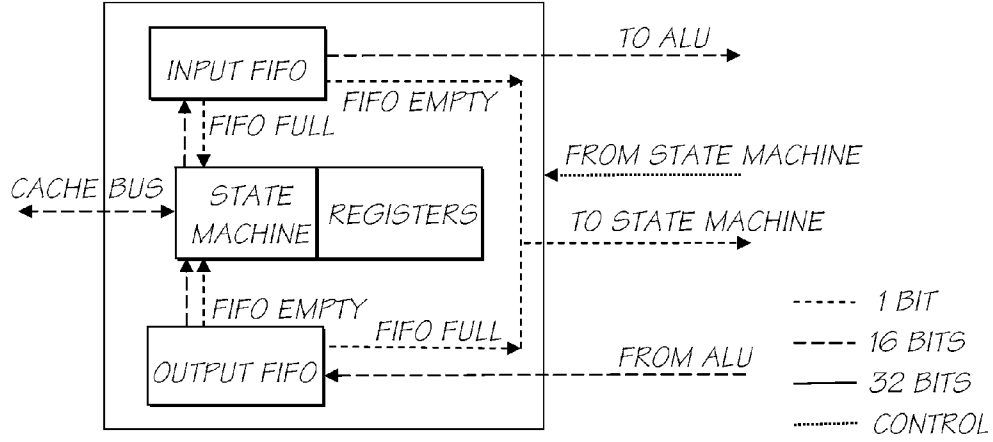 TO ALU
INPUT FIFO
FIFO EMPTY
FIFO FULL
FROM STATE MACHINE
CACHE BUS
STATE
MACHINE
REGISTERS
TO STATE MACHINE
FIFO EMPTY
FIFO FULL
OUTPUT FIFO
FROM ALU
1 BIT
16 BITS
32 BITS
CONTROL